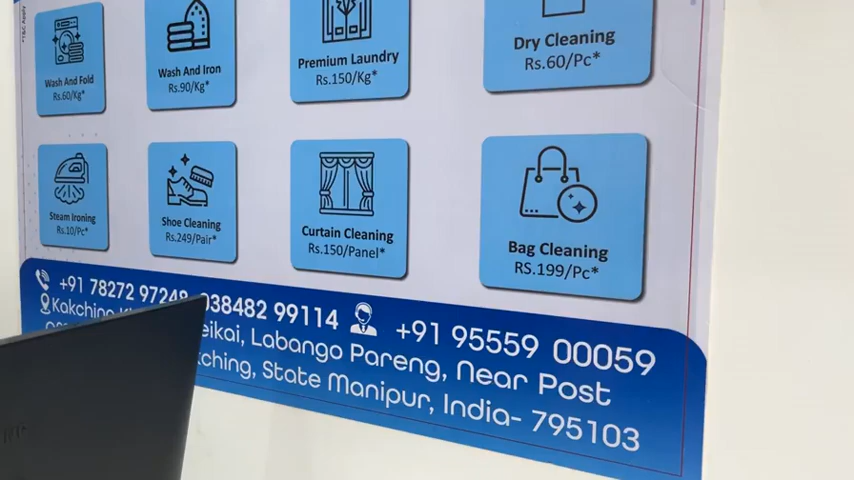 *T&C Apply
Wash And Fold
Rs.60/Kg*
Wash And Iron
Rs.90/Kg*
Premium Laundry
Rs.150/Kg*
Dry Cleaning
Rs.60/Pc*
Steam Ironing
Rs.10/Pc*
Shoe Cleaning
Rs.249/Pair*
Curtain Cleaning
Rs.150/Panel*
Bag Cleaning
RS.199/Pc*
+91 78272 97248 038482 99114 +91 95559 00059
Kakching Labango Pareng, Near Post
State Manipur, India- 795103